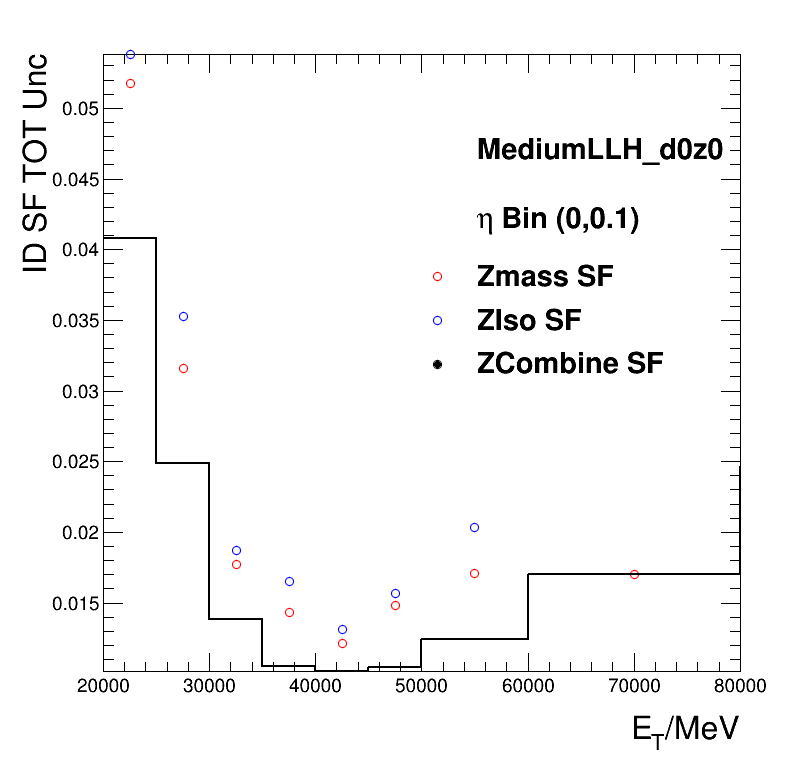 ID SF TOT Unc
0.05
0.045
0.04
0.035
0.03
0.025
0.02
0.015
MediumLLH_d0z0
η Bin (0,0.1)
Zmass SF
ZIso SF
ZCombine SF
20000 30000 40000 50000 60000 70000 80000
E_T/MeV